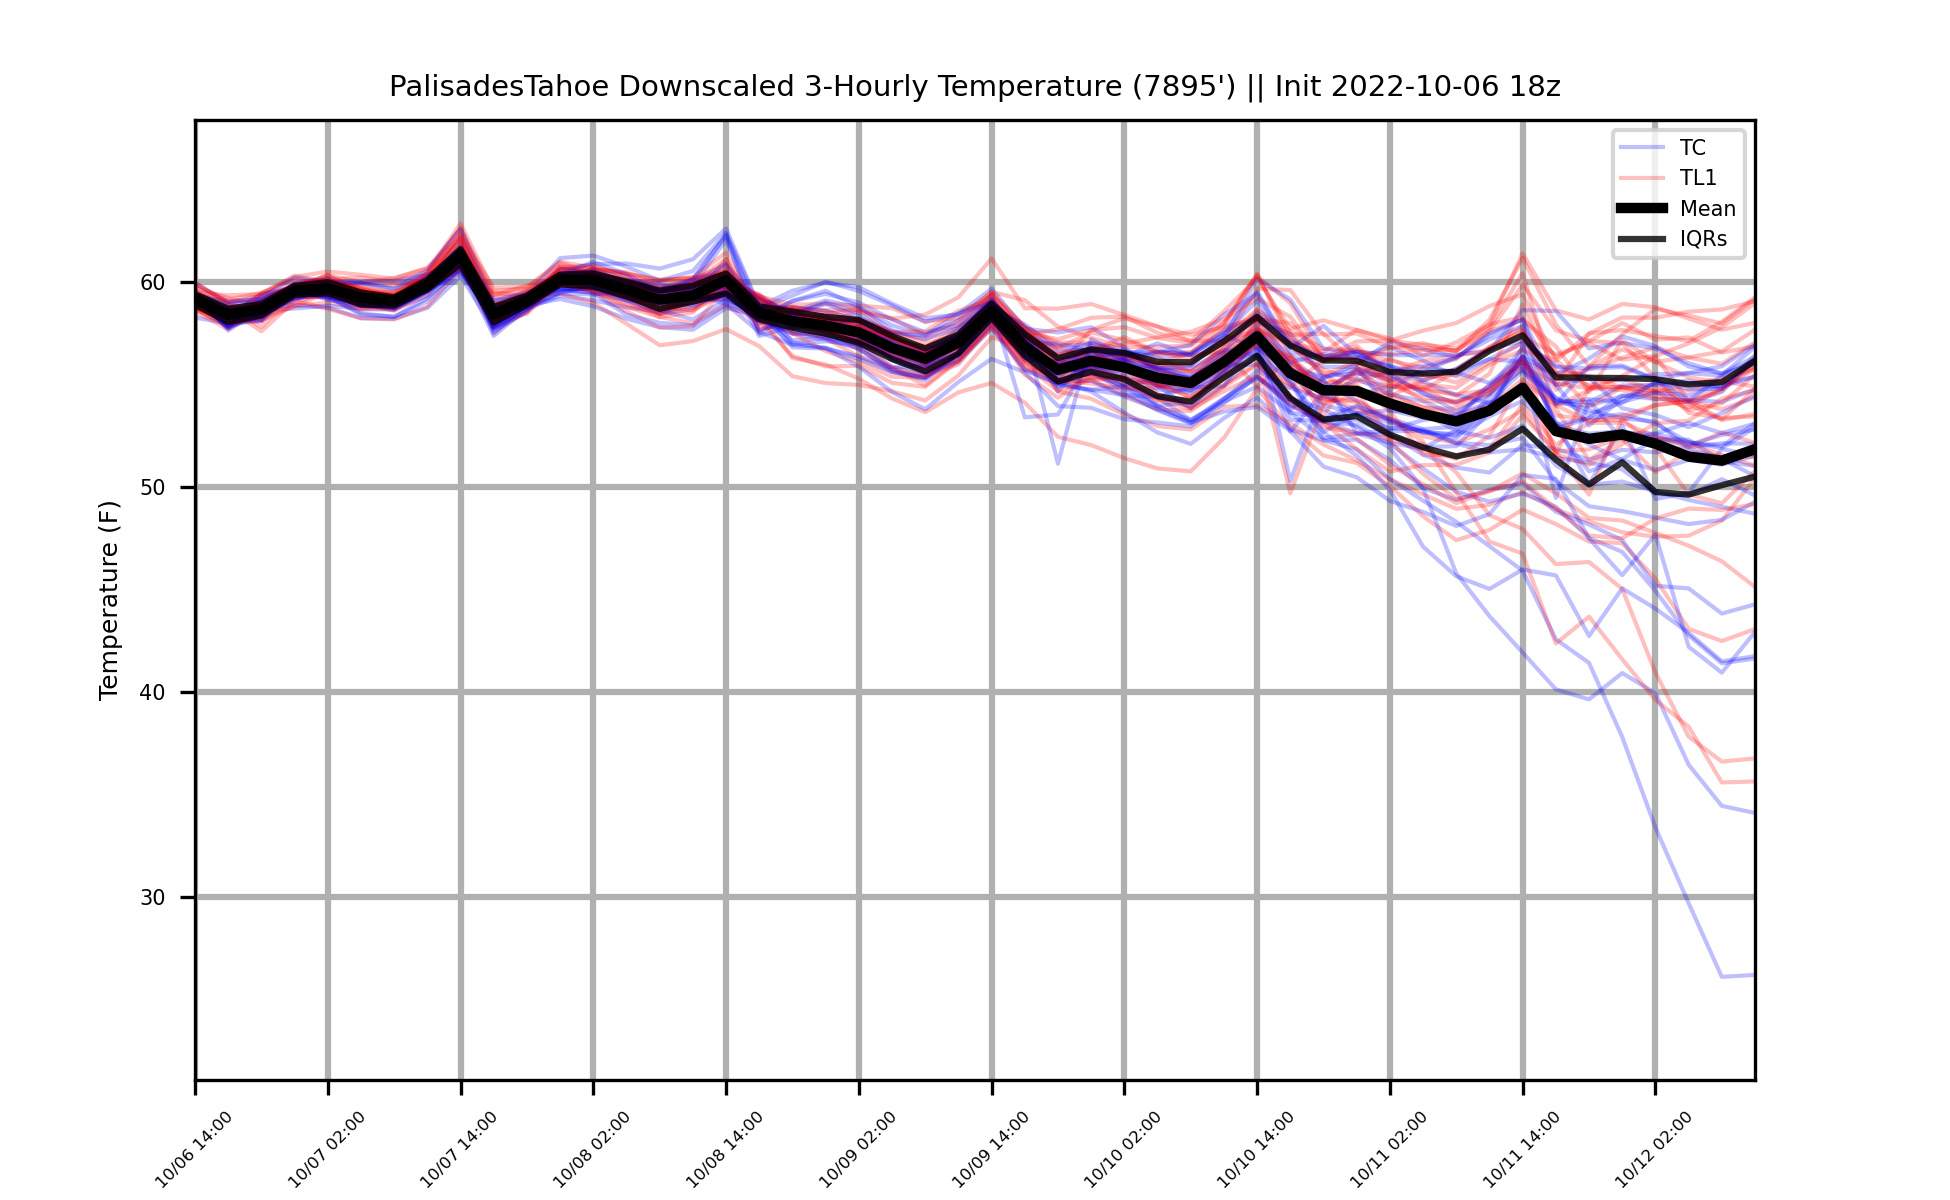 PalisadesTahoe Downscaled 3-Hourly Temperature (7895') || Init 2022-10-06 18z
TC
TL1
Mean
IQRs
Temperature (F)
60
50
40
30
10/06 14:00
10/07 02:00
10/07 14:00
10/08 02:00
10/08 14:00
10/09 02:00
10/09 14:00
10/10 02:00
10/10 14:00
10/11 02:00
10/11 14:00
10/12 02:00